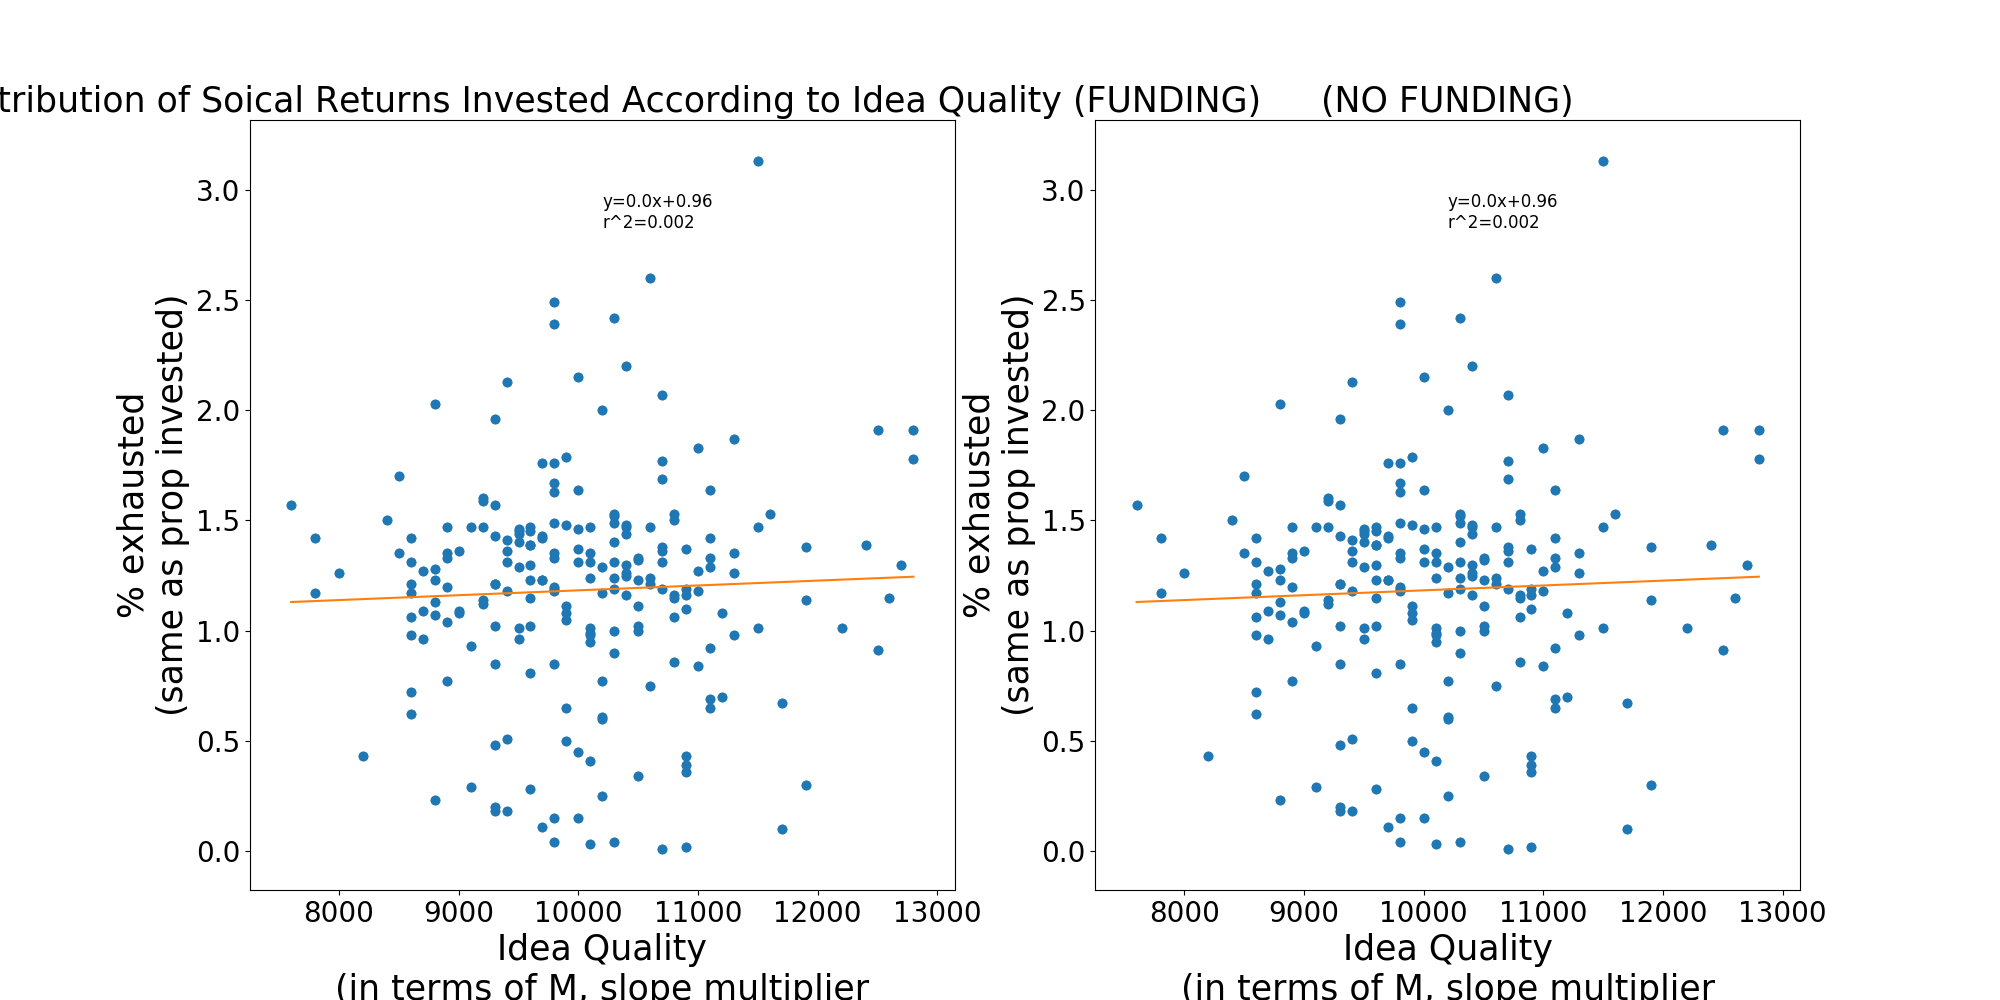 tribution of Soical Returns Invested According to Idea Quality (FUNDING)
(NO FUNDING)
% exhausted
(same as prop invested)
3.0
2.5
2.0
1.5
1.0
0.5
0.0
y=0.0x+0.96
r^2=0.002
8000 9000 10000 11000 12000 13000
Idea Quality
(in terms of M, slope multiplier
% exhausted
(same as prop invested)
3.0
2.5
2.0
1.5
1.0
0.5
0.0
y=0.0x+0.96
r^2=0.002
8000 9000 10000 11000 12000 13000
Idea Quality
(in terms of M, slope multiplier